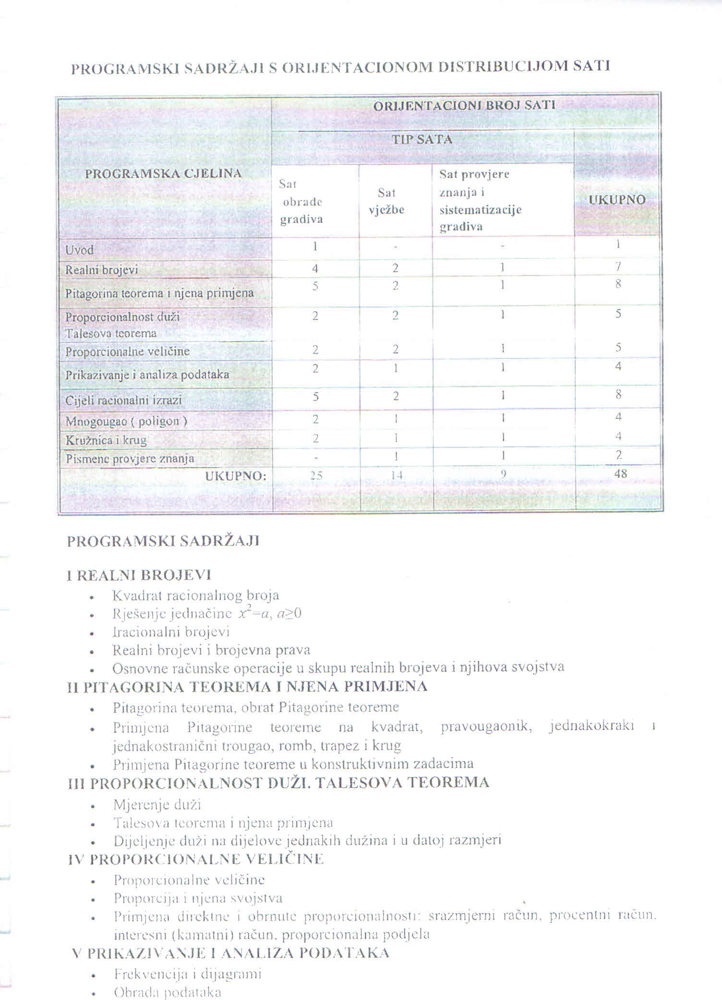 PROGRAMSKI SADRŽAJI S ORIJENTACIONOM DISTRIBUCIJOM SATI
ORIJENTACIONI BROJ SATI
TIP SATA
PROGRAMSKA CJELINA
Sat obrade gradiva
Sat vježbe
Sat provjere znanja i sistematizacije gradiva
UKUPNO
Uvod 1 - - 1
Realni brojevi 4 2 1 7
Pitagorina teorema i njena primjena 5 2 1 8
Proporcionalnost duži
Talesova teorema 2 2 1 5
Proporcionalne veličine 2 2 1 5
Prikazivanje i analiza podataka 2 1 1 4
Cijeli racionalni izrazi 5 2 1 8
Mnogougao ( poligon ) 2 1 1 4
Kružnica i krug 2 1 1 4
Pismene provjere znanja - 1 1 2
UKUPNO: 25 14 9 48
PROGRAMSKI SADRŽAJI
I REALNI BROJEVI
• Kvadrat racionalnog broja
• Rješenje jednačine x²=a, a≥0
• Iracionalni brojevi
• Realni brojevi i brojevna prava
• Osnovne računske operacije u skupu realnih brojeva i njihova svojstva
II PITAGORINA TEOREMA I NJENA PRIMJENA
• Pitagorina teorema, obrat Pitagorine teoreme
• Primjena Pitagorine teoreme na kvadrat, pravougaonik, jednakokraki i
jednakostranični trougao, romb, trapez i krug
• Primjena Pitagorine teoreme u konstruktivnim zadacima
III PROPORCIONALNOST DUŽI. TALESOVA TEOREMA
• Mjerenje duži
• Talesova teorema i njena primjena
• Dijeljenje duži na dijelove jednakih dužina i u datoj razmjeri
IV PROPORCIONALNE VELIČINE
• Proporcionalne veličine
• Proporcija i njena svojstva
• Primjena direktne i obrnute proporcionalnosti: srazmjerni račun, procentni račun,
interesni (kamatni) račun, proporcionalna podjela
V PRIKAZIVANJE I ANALIZA PODATAKA
• Frekvencija i dijagrami
• Obrada podataka